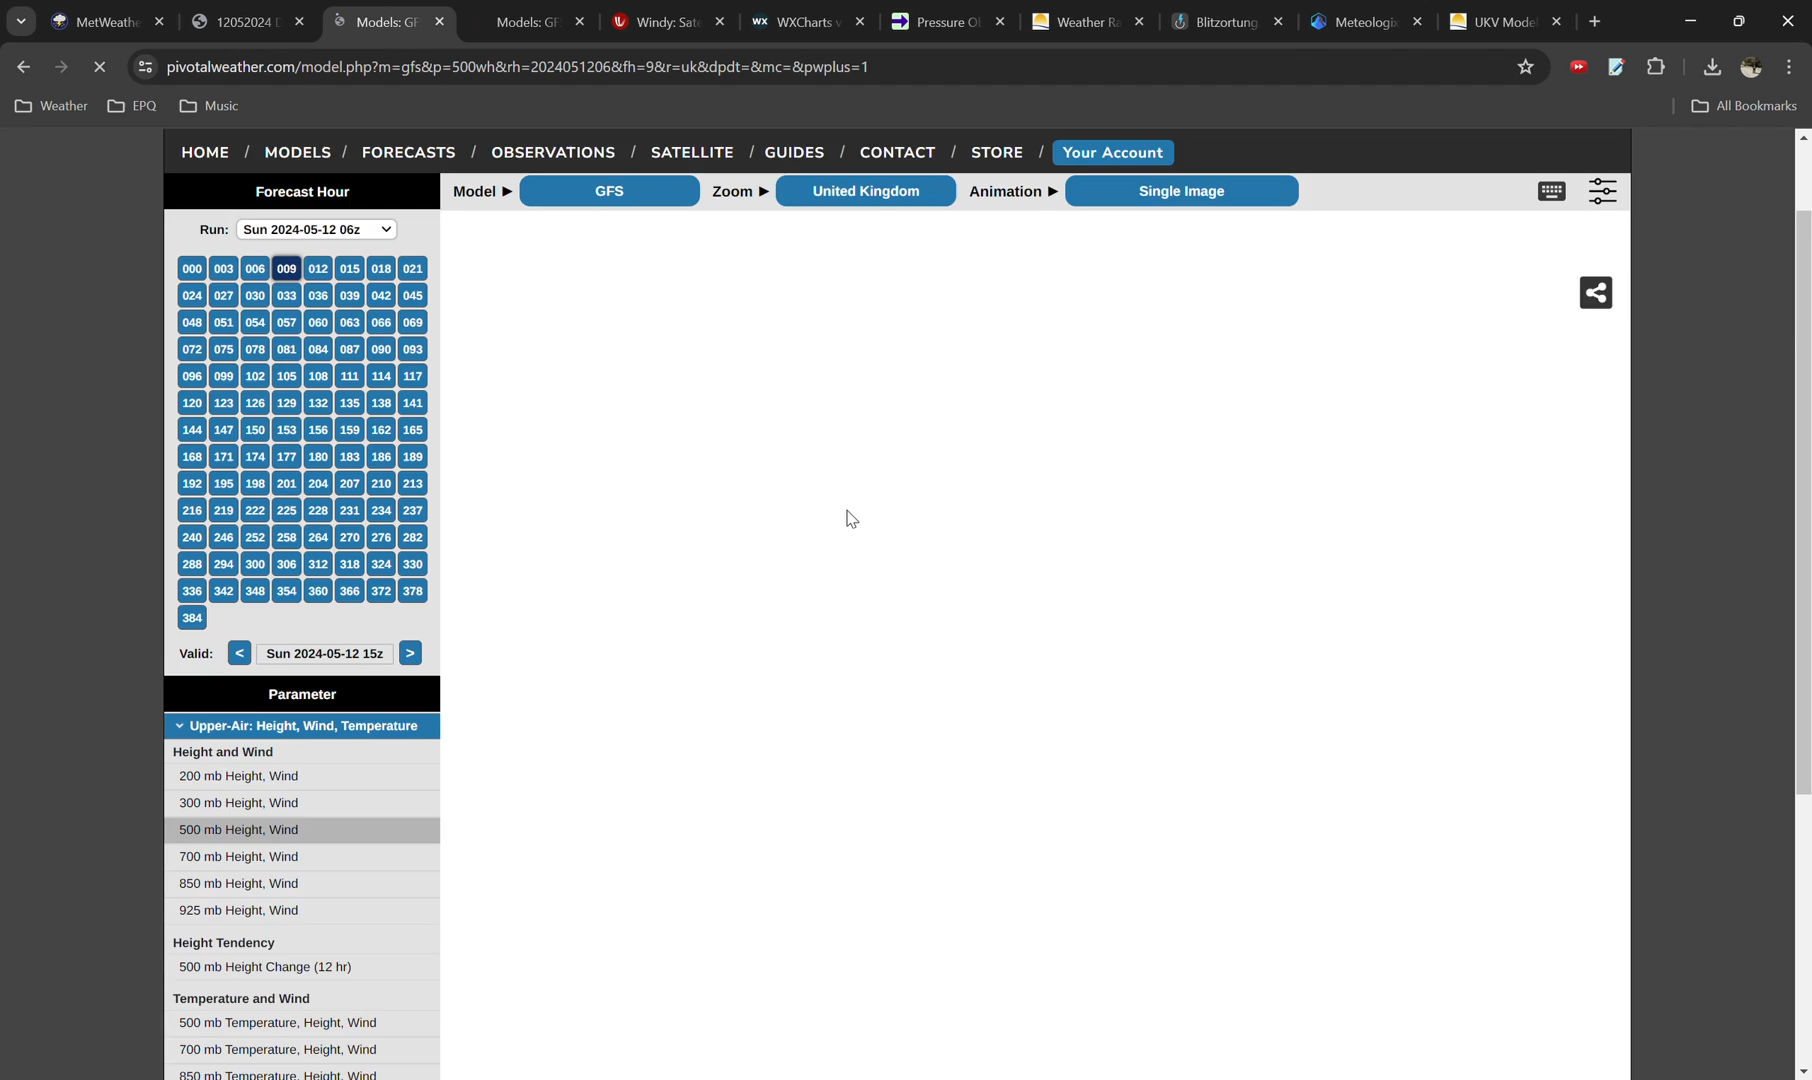 MetWeathe
12052024 D
Models: GF
Models: GF
Windy: Sate
WXCharts v
Pressure Ol
Weather Ra
Blitzortung
Meteologix
UKV Model
pivotalweather.com/model.php?m=gfs&p=500wh&rh=2024051206&fh=9&r=uk&dpdt=&mc=&pwplus=1
Weather EPQ Music All Bookmarks
HOME / MODELS / FORECASTS / OBSERVATIONS / SATELLITE / GUIDES / CONTACT / STORE / Your Account
Forecast Hour
Model ▶ GFS Zoom ▶ United Kingdom Animation ▶ Single Image
Run: Sun 2024-05-12 06z
000 003 006 009 012 015 018 021
024 027 030 033 036 039 042 045
048 051 054 057 060 063 066 069
072 075 078 081 084 087 090 093
096 099 102 105 108 111 114 117
120 123 126 129 132 135 138 141
144 147 150 153 156 159 162 165
168 171 174 177 180 183 186 189
192 195 198 201 204 207 210 213
216 219 222 225 228 231 234 237
240 246 252 258 264 270 276 282
288 294 300 306 312 318 324 330
336 342 348 354 360 366 372 378
384
Valid: < Sun 2024-05-12 15z >
Parameter
Upper-Air: Height, Wind, Temperature
Height and Wind
200 mb Height, Wind
300 mb Height, Wind
500 mb Height, Wind
700 mb Height, Wind
850 mb Height, Wind
925 mb Height, Wind
Height Tendency
500 mb Height Change (12 hr)
Temperature and Wind
500 mb Temperature, Height, Wind
700 mb Temperature, Height, Wind
850 mb Temperature, Height, Wind